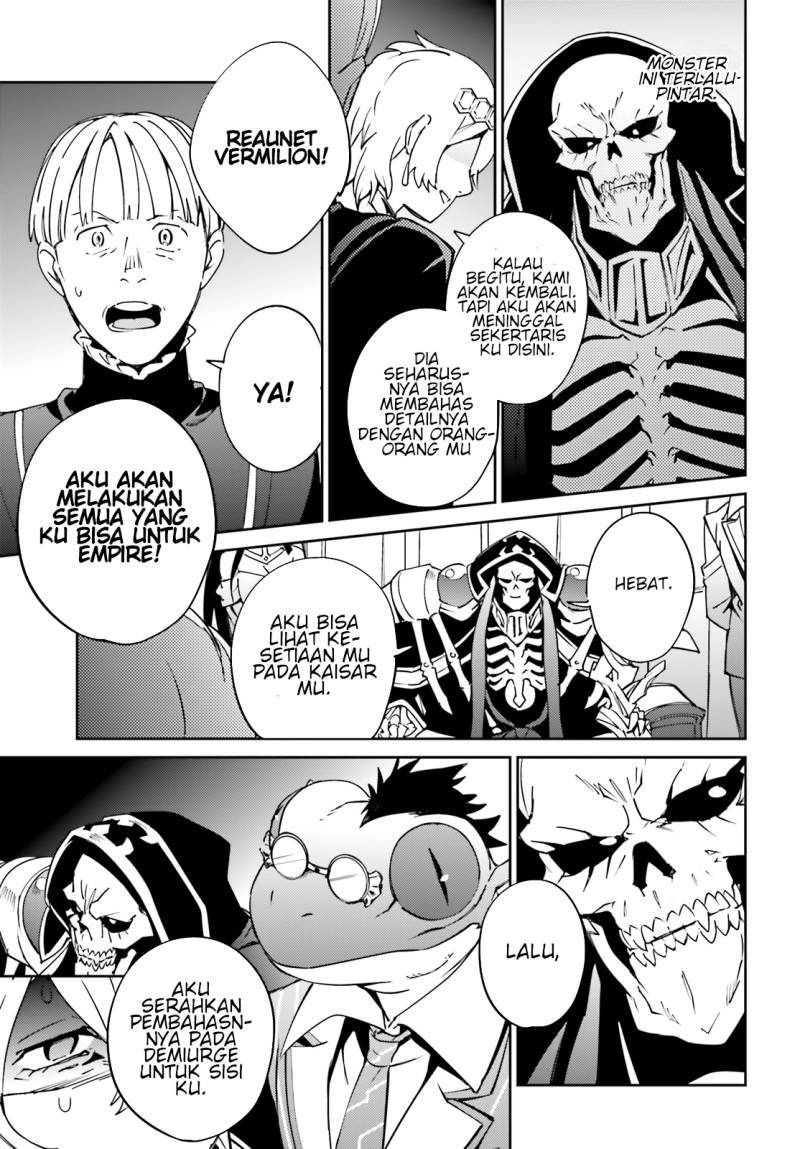 MONSTER
INI TERLALU-
PINTAR.
KALAU
BEGITU, KAMI
AKAN KEMBALI.
TAPI AKU AKAN
MENINGGAL
SEKERTARIS
KU DISINI.
DIA
SEHARUS-
NYA BISA
MEMBAHAS
DETAILNYA
DENGAN ORANG-
ORANG MU
REAUNET
VERMILION!
YA!
AKU AKAN
MELAKUKAN
SEMUA YANG
KU BISA UNTUK
EMPIRE!
HEBAT.
AKU BISA
LIHAT KE-
SETIAAN MU
PADA KAISAR
MU.
LALU,
AKU
SERAHKAN
PEMBAHASN-
NYA PADA
DEMIURGE
UNTUK SISI
KU.